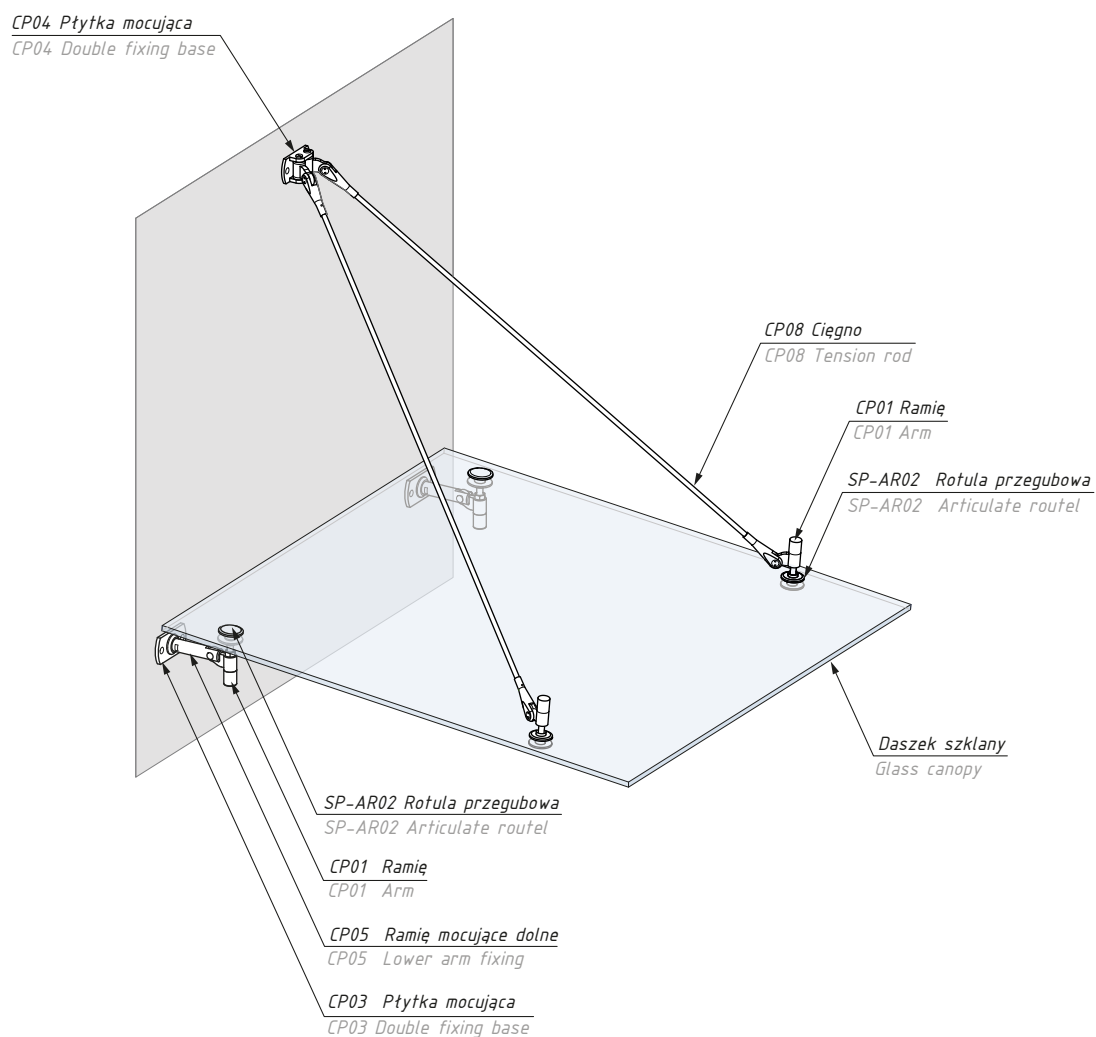 CP04 Płytka mocująca
CP04 Double fixing base
CP08 Cięgno
CP08 Tension rod
CP01 Ramię
CP01 Arm
SP-AR02 Rotula przegubowa
SP-AR02 Articulate routel
Daszek szklany
Glass canopy
SP-AR02 Rotula przegubowa
SP-AR02 Articulate routel
CP01 Ramię
CP01 Arm
CP05 Ramię mocujące dolne
CP05 Lower arm fixing
CP03 Płytka mocująca
CP03 Double fixing base